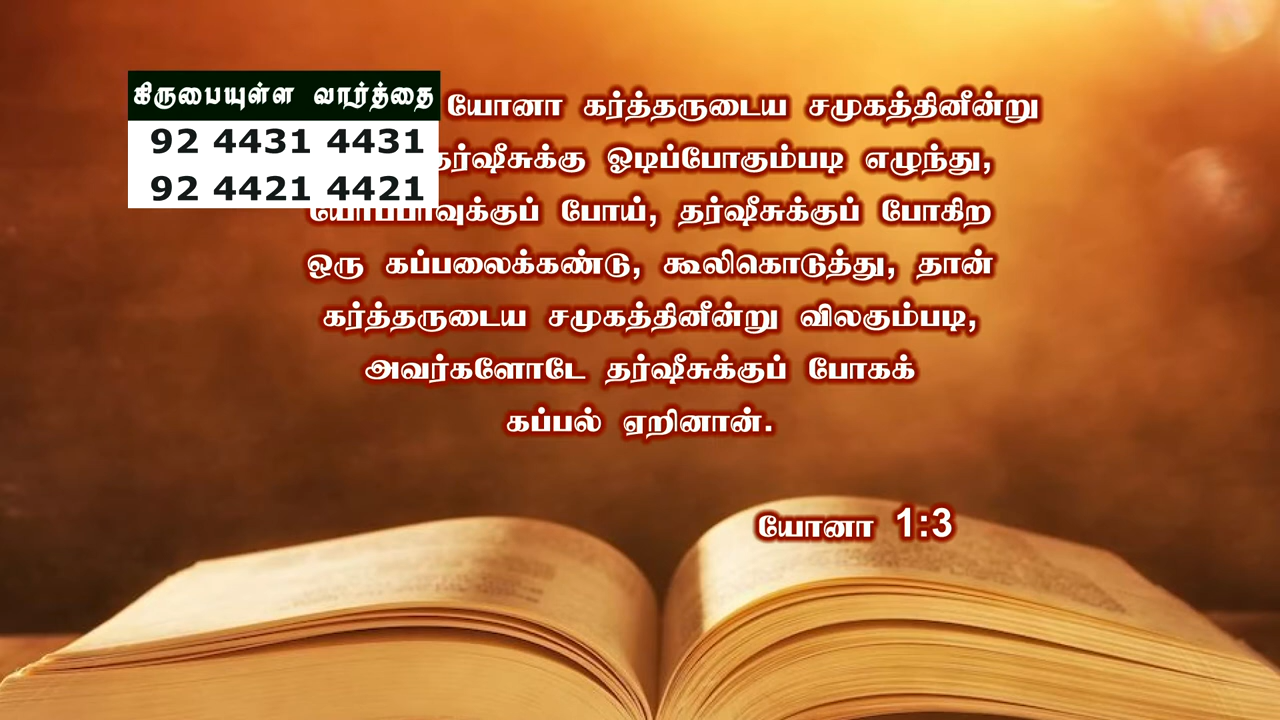 கிருபையுள்ள வார்த்தை
92 4431 4431
92 4421 4421
யோனா கர்த்தருடைய சமுகத்தினின்று
தர்ஷீசுக்கு ஓடிப்போகும்படி எழுந்து,
யோப்பாவுக்குப் போய், தர்ஷீசுக்குப் போகிற
ஒரு கப்பலைக்கண்டு, கூலிகொடுத்து, தான்
கர்த்தருடைய சமுகத்தினின்று விலகும்படி,
அவர்களோடே தர்ஷீசுக்குப் போகக்
கப்பல் ஏறினான்.
யோனா 1:3